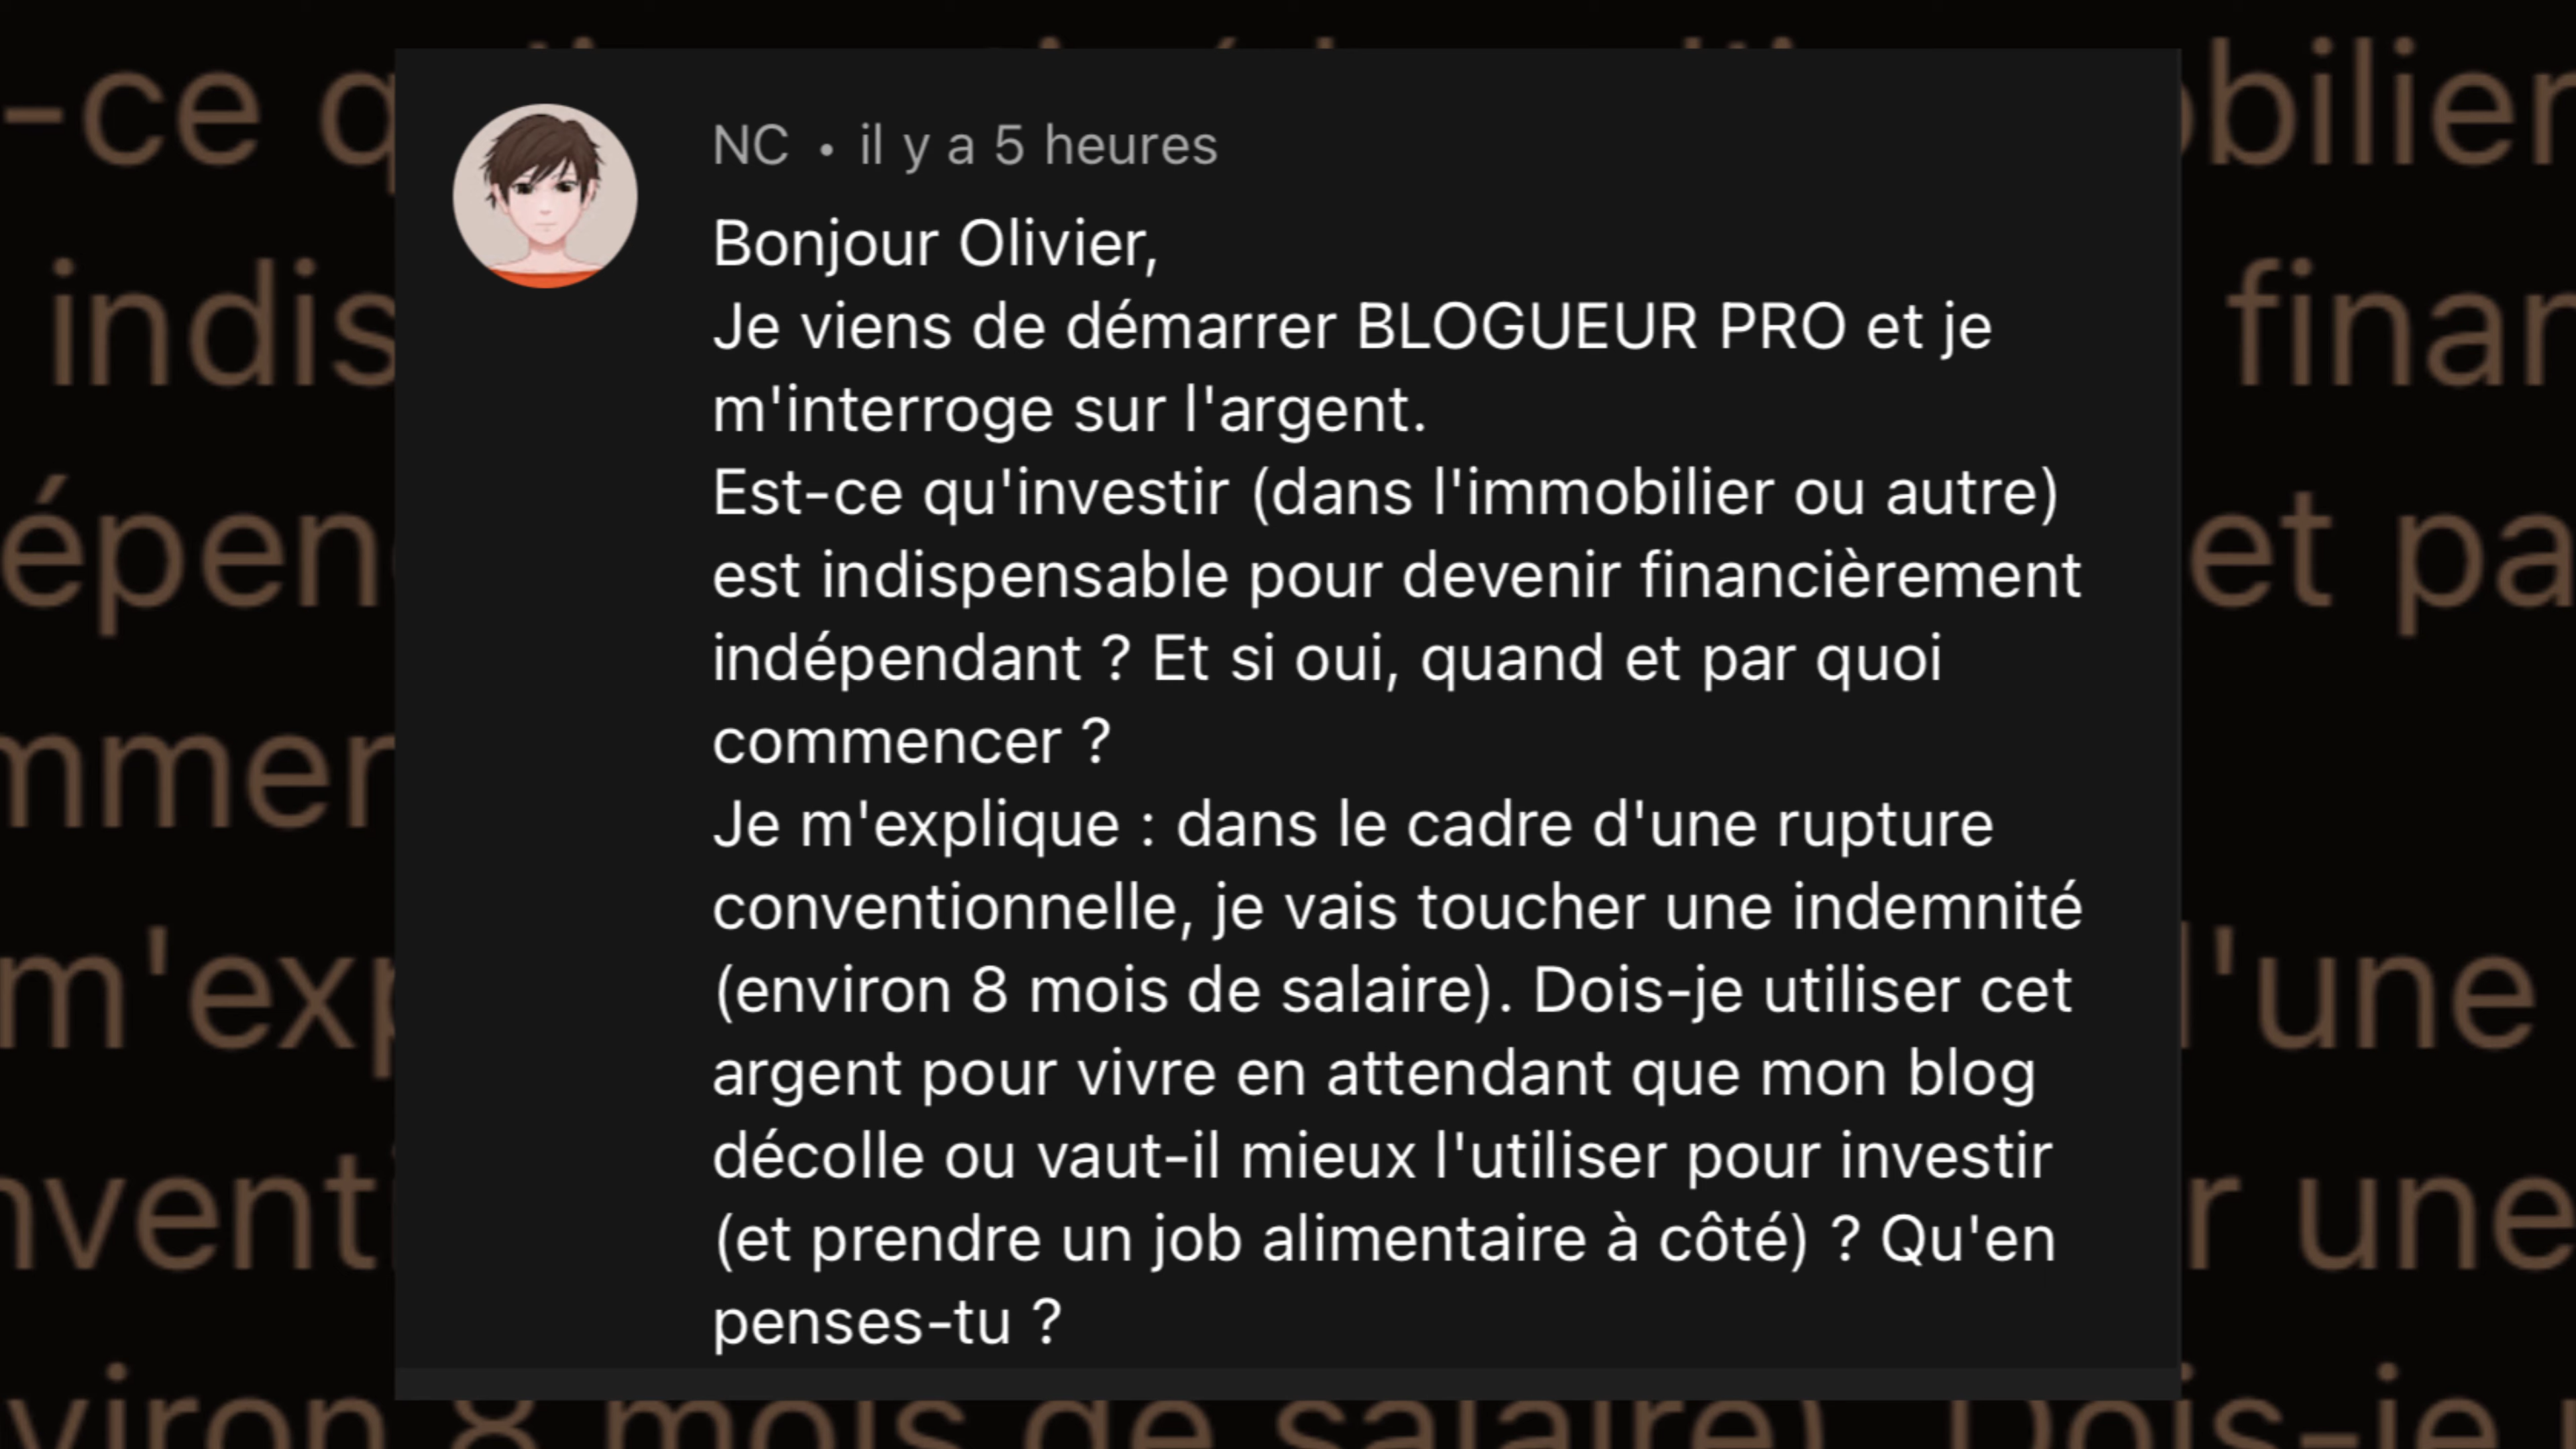 NC • il y a 5 heures
Bonjour Olivier,
Je viens de démarrer BLOGUEUR PRO et je
m'interroge sur l'argent.
Est-ce qu'investir (dans l'immobilier ou autre)
est indispensable pour devenir financièrement
indépendant ? Et si oui, quand et par quoi
commencer ?
Je m'explique : dans le cadre d'une rupture
conventionnelle, je vais toucher une indemnité
(environ 8 mois de salaire). Dois-je utiliser cet
argent pour vivre en attendant que mon blog
décolle ou vaut-il mieux l'utiliser pour investir
(et prendre un job alimentaire à côté) ? Qu'en
penses-tu ?